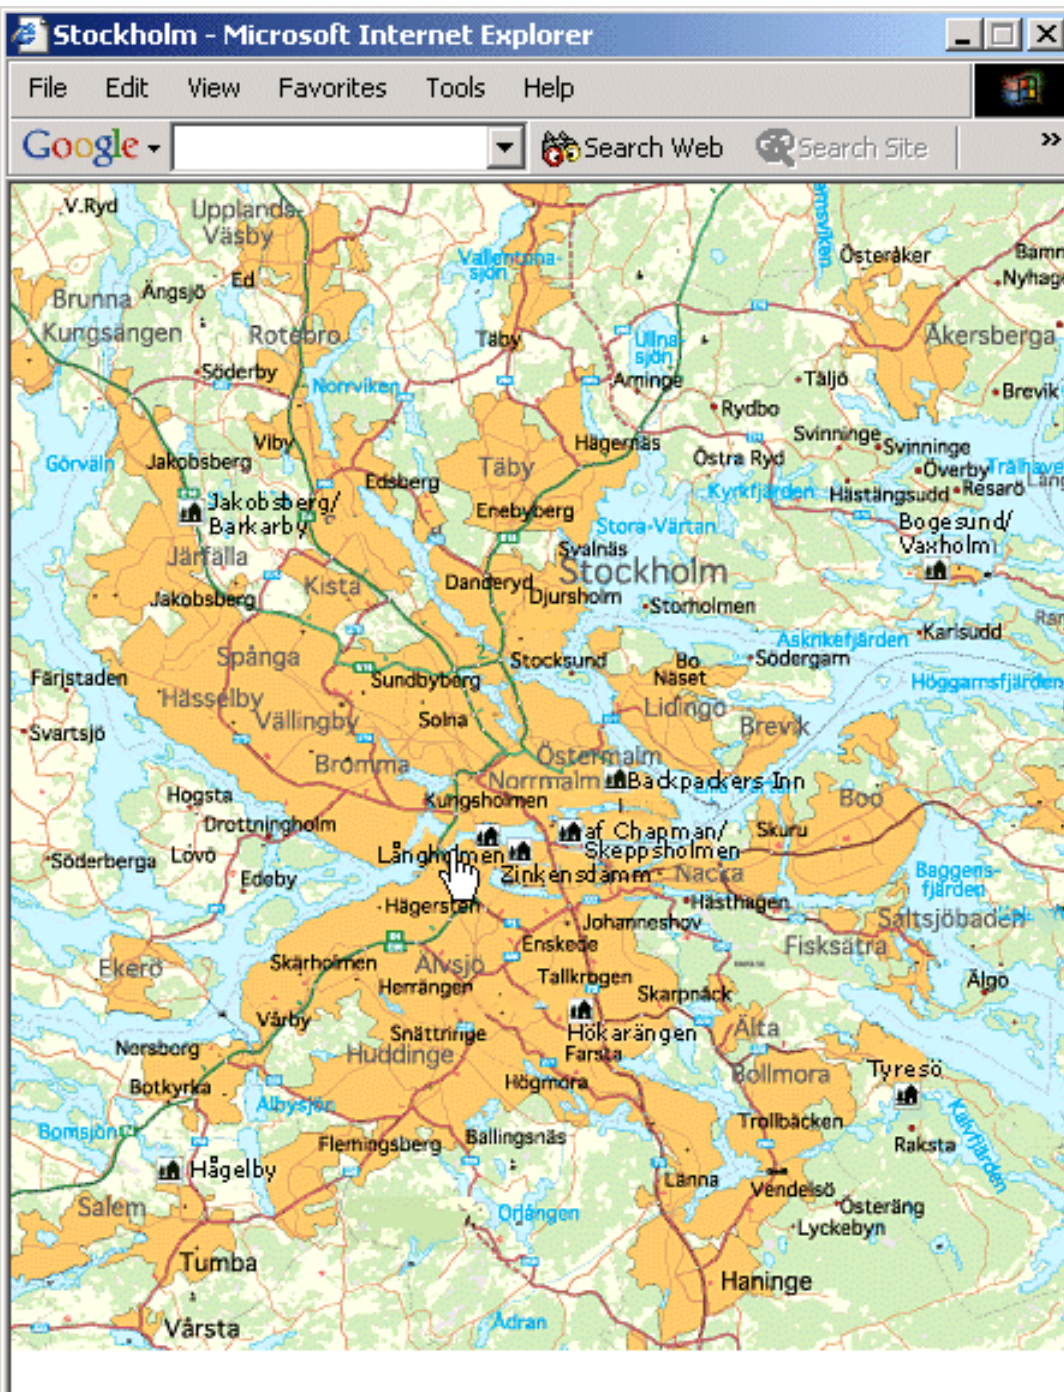 Stockholm - Microsoft Internet Explorer
File Edit View Favorites Tools Help
Google Search Web Search Site »
V.Ryd
Upplands-
Väsby
Vallentuna-
sjön
Österåker
Brunna
Ängsjö
Ed
Kungsängen
Rotebro
Täby
Ullna-
sjön
Åkersberga
Söderby
Norrviken
Arninge
Täljö
Brevik
Rydbo
Viby
Hägernäs
Svinninge
Svinninge
Görväln
Jakobsberg
Edsberg
Täby
Östra Ryd
Överby
Kyrkfjärden
Hästängsudd
Resarö
Jakobsberg/
Barkarby
Enebyberg
Stora-Värtan
Bogesund/
Vaxholm
Järfälla
Svalnäs
Stockholm
Kista
Danderyd
Djursholm
Jakobsberg
Storholmen
Karlsudd
Askrikefjärden
Spånga
Stocksund
Bo
Näset
Södergarn
Färjstaden
Sundbyberg
Höggarnsfjärden
Hässelby
Vällingby
Solna
Lidingö
Brevik
Svartsjö
Bromma
Östermalm
Norrmalm
Backpackers Inn
Hogsta
Kungsholmen
Boo
Drottningholm
af Chapman/
Skeppsholmen
Skuru
Söderberga
Lovö
Långholmen
Zinkensdamm
Nacka
Baggens-
fjärden
Edeby
Hägersten
Hästhagen
Johanneshov
Saltsjöbaden
Enskede
Fisksätra
Ekerö
Skärholmen
Älvsjö
Tallkrogen
Älgö
Herrängen
Skarpnäck
Vårby
Snättringe
Hökarängen
Älta
Norsborg
Huddinge
Farsta
Tyresö
Botkyrka
Högmora
Bollmora
Albysjön
Trollbäcken
Kalvfjärden
Bornsjön
Flemingsberg
Ballingsnäs
Raksta
Hågelby
Länna
Vendelsö
Salem
Orlången
Österäng
Lyckebyn
Tumba
Haninge
Vårsta
Ådran